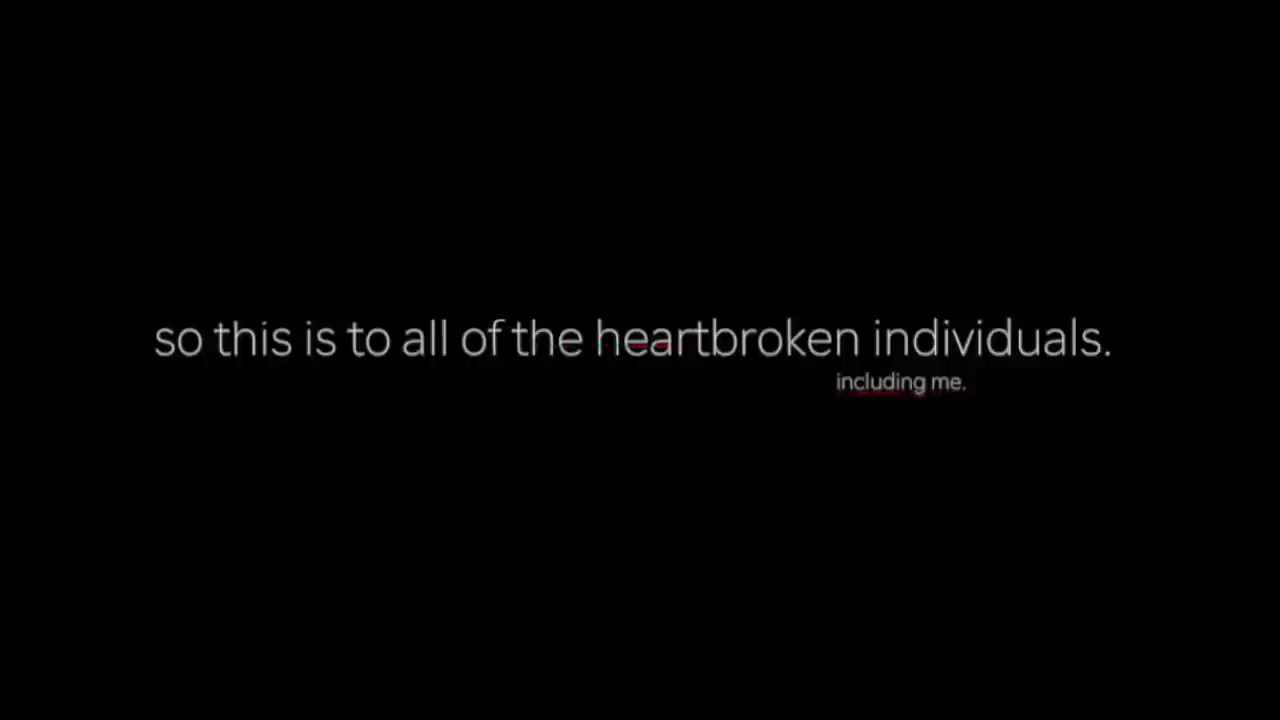 so this is to all of the heartbroken individuals.
including me.